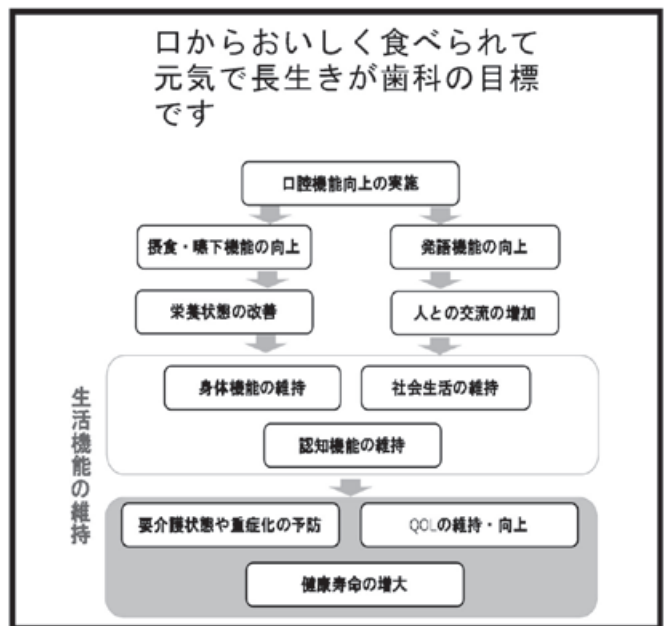 口からおいしく食べられて
元気で長生きが歯科の目標
です
口腔機能向上の実施
摂食・嚥下機能の向上
発語機能の向上
栄養状態の改善
人との交流の増加
生活機能の維持
身体機能の維持
社会生活の維持
認知機能の維持
要介護状態や重症化の予防
QOLの維持・向上
健康寿命の増大